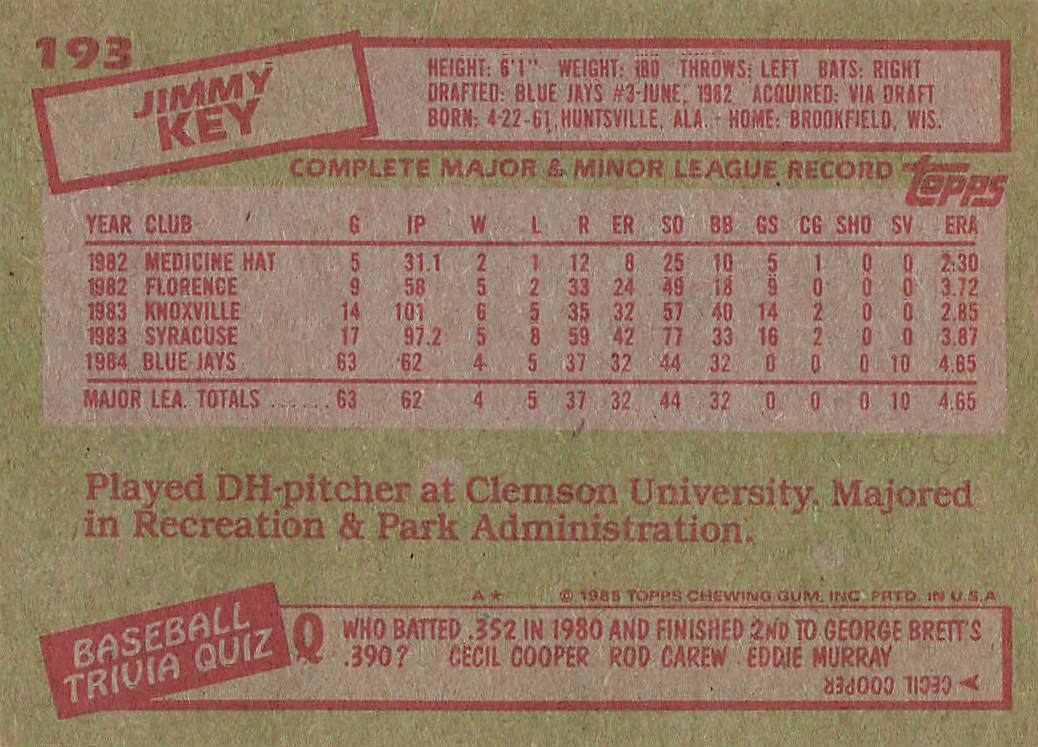 193
JIMMY
KEY
HEIGHT: 6'1" WEIGHT: 180 THROWS: LEFT BATS: RIGHT
DRAFTED: BLUE JAYS #3-JUNE, 1982 ACQUIRED: VIA DRAFT
BORN: 4-22-61, HUNTSVILLE, ALA. - HOME: BROOKFIELD, WIS.
COMPLETE MAJOR & MINOR LEAGUE RECORD topps
YEAR CLUB G IP W L R ER SO BB GS CG SHO SV ERA
1982 MEDICINE HAT 5 31.1 2 1 12 8 25 10 5 1 0 0 2.30
1982 FLORENCE 9 58 5 2 33 24 49 18 9 0 0 0 3.72
1983 KNOXVILLE 14 101 6 5 35 32 57 40 14 2 0 0 2.85
1983 SYRACUSE 17 97.2 5 8 59 42 77 33 16 2 0 0 3.87
1984 BLUE JAYS 63 62 4 5 37 32 44 32 0 0 0 10 4.65
MAJOR LEA. TOTALS ...... 63 62 4 5 37 32 44 32 0 0 0 10 4.65
Played DH-pitcher at Clemson University. Majored
in Recreation & Park Administration.
A* © 1985 TOPPS CHEWING GUM, INC. PRTD. IN U.S.A
BASEBALL
TRIVIA QUIZ
Q WHO BATTED .352 IN 1980 AND FINISHED 2ND TO GEORGE BRETT'S
.390? CECIL COOPER ROD CAREW EDDIE MURRAY
CECIL COOPER